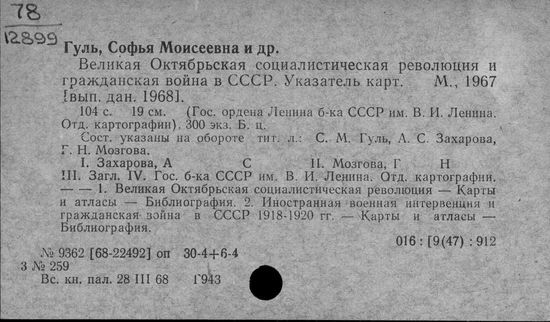 78
12899
Гуль, Софья Моисеевна и др.
Великая Октябрьская социалистическая революция и
гражданская война в СССР. Указатель карт. М., 1967
[вып. дан. 1968].
104 с. 19 см. (Гос. ордена Ленина б-ка СССР им. В. И. Ленина.
Отд. картографии). 300 экз. Б. ц.
Сост. указаны на обороте тит. л.: С. М. Гуль, А. С. Захарова,
Г. Н. Мозгова.
I. Захарова, А С II. Мозгова, Г Н
III. Загл. IV. Гос. б-ка СССР им. В. И. Ленина. Отд. картографии.
— — 1. Великая Октябрьская социалистическая революция — Карты
и атласы — Библиография. 2. Иностранная военная интервенция и
гражданская война в СССР 1918-1920 гг. — Карты и атласы —
Библиография.
016 : [9(47) : 912
№ 9362 [68-22492] оп 30-4+6-4
3 № 259
Вс. кн. пал. 28 III 68 Г943